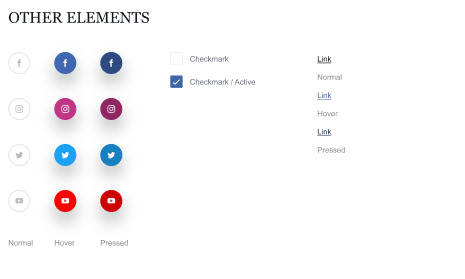 OTHER ELEMENTS
Checkmark
Checkmark / Active
Link
Normal
Link
Hover
Link
Pressed
Normal
Hover
Pressed